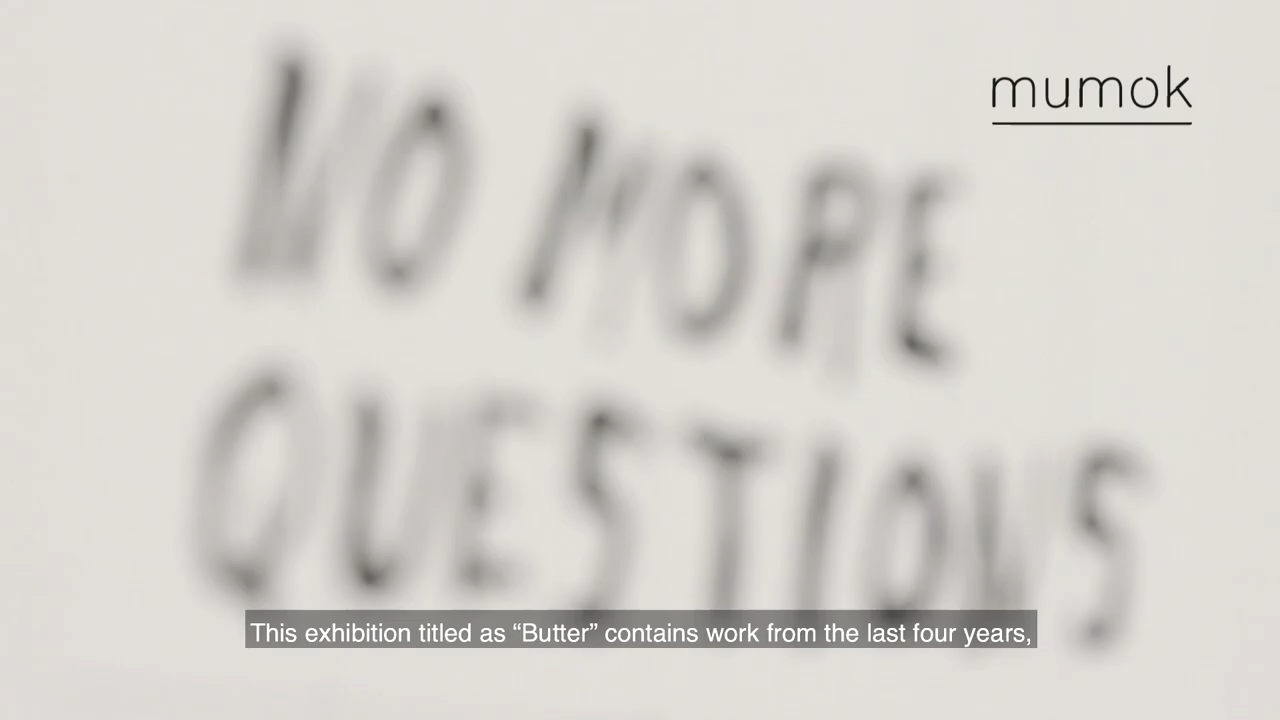 mumok
NO MORE
QUESTIONS
This exhibition titled as “Butter” contains work from the last four years,